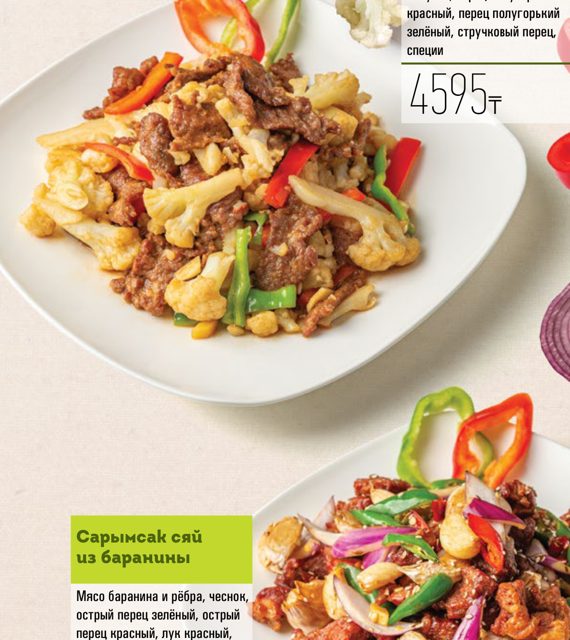 красный, перец полугорький
зелёный, стручковый перец,
специи
4595₸
Сарымсак сяй
из баранины
Мясо баранина и рёбра, чеснок,
острый перец зелёный, острый
перец красный, лук красный,